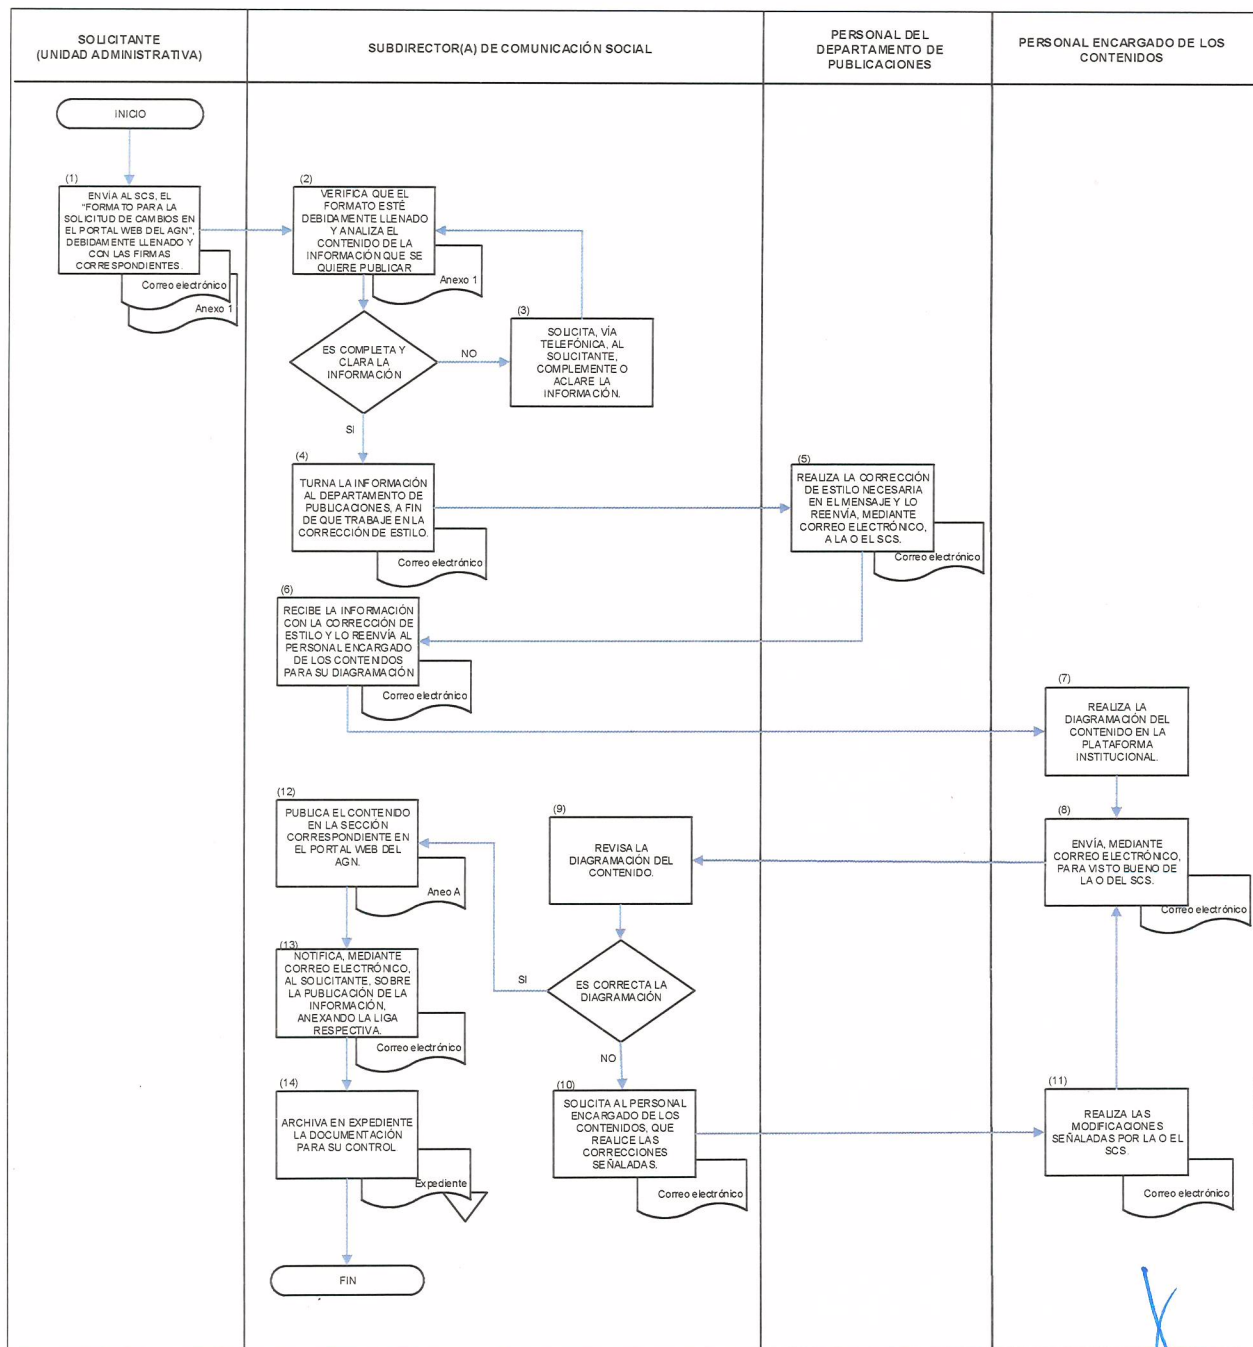 SOLICITANTE
(UNIDAD ADMINISTRATIVA)
SUBDIRECTOR(A) DE COMUNICACIÓN SOCIAL
PERSONAL DEL
DEPARTAMENTO DE
PUBLICACIONES
PERSONAL ENCARGADO DE LOS
CONTENIDOS
INICIO
(1)
ENVÍA AL SCS, EL
"FORMATO PARA LA
SOLICITUD DE CAMBIOS EN
EL PORTAL WEB DEL AGN",
DEBIDAMENTE LLENADO Y
CON LAS FIRMAS
CORRESPONDIENTES
Correo electrónico
Anexo 1
(2)
VERIFICA QUE EL
FORMATO ESTÉ
DEBIDAMENTE LLENADO
Y ANALIZA EL
CONTENIDO DE LA
INFORMACIÓN QUE SE
QUIERE PUBLICAR
Anexo 1
ES COMPLETA Y
CLARA LA
INFORMACIÓN
NO
SI
(3)
SOLICITA, VÍA
TELEFÓNICA, AL
SOLICITANTE,
COMPLEMENTE O
ACLARE LA
INFORMACIÓN.
(4)
TURNA LA INFORMACIÓN
AL DEPARTAMENTO DE
PUBLICACIONES, A FIN
DE QUE TRABAJE EN LA
CORRECCIÓN DE ESTILO.
Correo electrónico
(5)
REALIZA LA CORRECCIÓN
DE ESTILO NECESARIA
EN EL MENSAJE Y LO
REENVÍA, MEDIANTE
CORREO ELECTRÓNICO,
A LA O EL SCS.
Correo electrónico
(6)
RECIBE LA INFORMACIÓN
CON LA CORRECCIÓN DE
ESTILO Y LO REENVÍA AL
PERSONAL ENCARGADO
DE LOS CONTENIDOS
PARA SU DIAGRAMACIÓN
Correo electrónico
(7)
REALIZA LA
DIAGRAMACIÓN DEL
CONTENIDO EN LA
PLATAFORMA
INSTITUCIONAL.
(8)
ENVÍA, MEDIANTE
CORREO ELECTRÓNICO,
PARA VISTO BUENO DE
LA O DEL SCS.
Correo electrónico
(9)
REVISA LA
DIAGRAMACIÓN DEL
CONTENIDO.
ES CORRECTA LA
DIAGRAMACIÓN
SI
NO
(10)
SOLICITA AL PERSONAL
ENCARGADO DE LOS
CONTENIDOS, QUE
REALICE LAS
CORRECCIONES
SEÑALADAS.
Correo electrónico
(11)
REALIZA LAS
MODIFICACIONES
SEÑALADAS POR LA O EL
SCS.
Correo electrónico
(12)
PUBLICA EL CONTENIDO
EN LA SECCIÓN
CORRESPONDIENTE EN
EL PORTAL WEB DEL
AGN.
Aneo A
(13)
NOTIFICA, MEDIANTE
CORREO ELECTRÓNICO,
AL SOLICITANTE, SOBRE
LA PUBLICACIÓN DE LA
INFORMACIÓN,
ANEXANDO LA LIGA
RESPECTIVA.
Correo electrónico
(14)
ARCHIVA EN EXPEDIENTE
LA DOCUMENTACIÓN
PARA SU CONTROL
Expediente
FIN